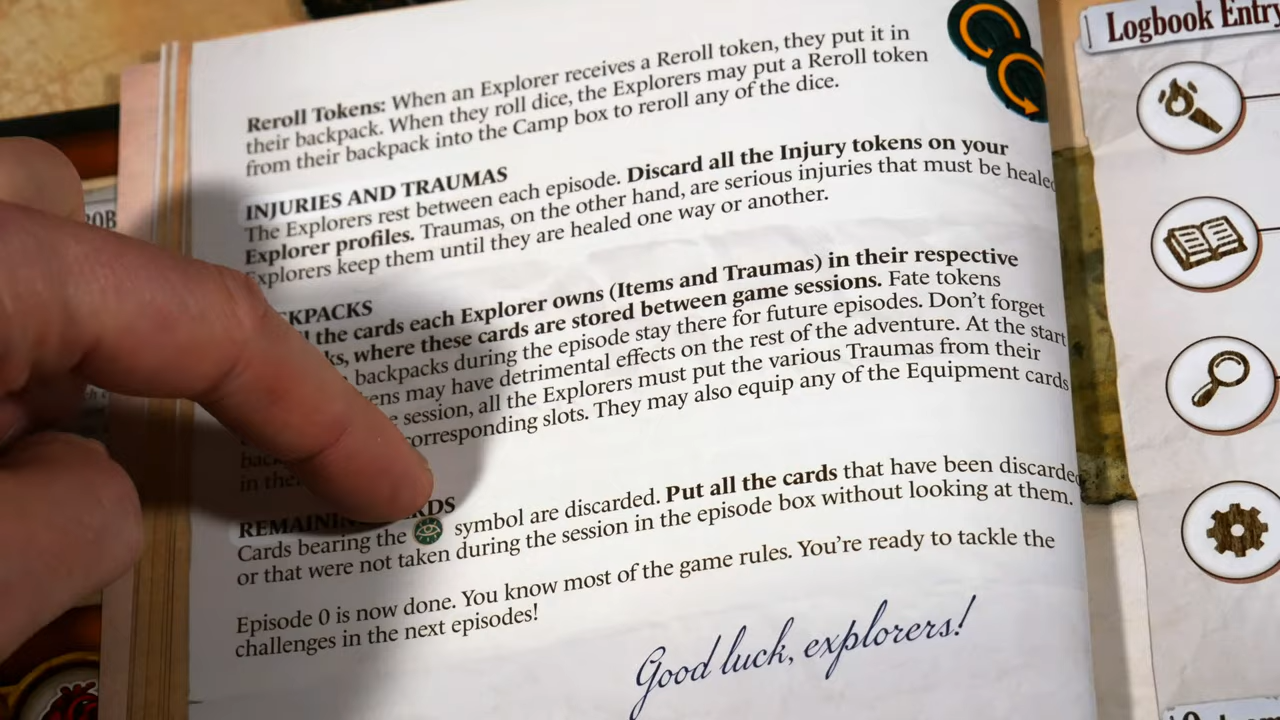 Reroll Tokens: When an Explorer receives a Reroll token, they put it in
their backpack. When they roll dice, the Explorers may put a Reroll token
from their backpack into the Camp box to reroll any of the dice.
INJURIES AND TRAUMAS
The Explorers rest between each episode. Discard all the Injury tokens on your
Explorer profiles. Traumas, on the other hand, are serious injuries that must be healed
Explorers keep them until they are healed one way or another.
CKPACKS
the cards each Explorer owns (Items and Traumas) in their respective
ks, where these cards are stored between game sessions. Fate tokens
backpacks during the episode stay there for future episodes. Don't forget
ens may have detrimental effects on the rest of the adventure. At the start
session, all the Explorers must put the various Traumas from their
back corresponding slots. They may also equip any of the Equipment cards
in the
REMAINING CARDS
Cards bearing the symbol are discarded. Put all the cards that have been discarded
or that were not taken during the session in the episode box without looking at them.
Episode 0 is now done. You know most of the game rules. You're ready to tackle the
challenges in the next episodes!
Good luck, explorers!
Logbook Entry